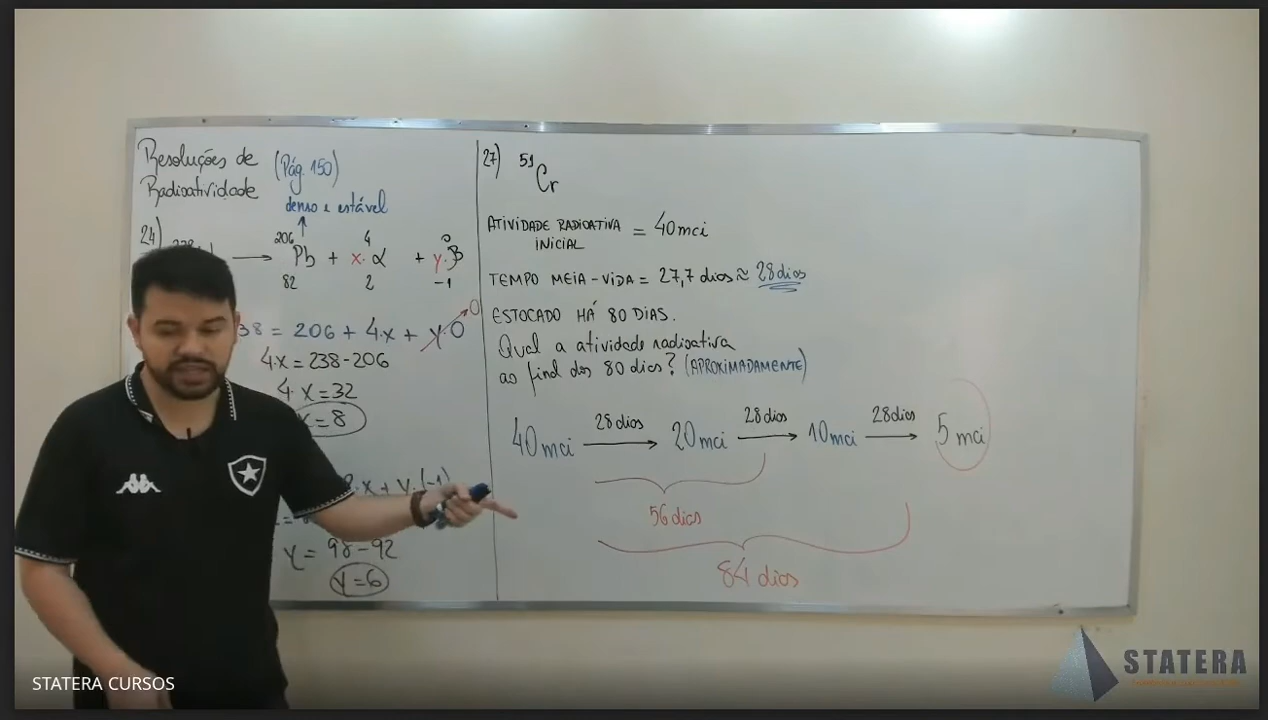 Resoluções de
Radioatividade
(Pág. 150)
denso e estável
24)
206
Pb
82
+ x. α
4
2
+ y. β
0
-1
38 = 206 + 4.x + y.0
0
4x = 238-206
4. x = 32
x = 8
.x + y.(-1)
y = 98-92
y = 6
27) 51 Cr
ATIVIDADE RADIOATIVA
INICIAL
= 40mci
TEMPO MEIA-VIDA = 27,7 dias ≈ 28 dias
ESTOCADO HÁ 80 DIAS.
Qual a atividade radioativa
ao final dos 80 dias? (APROXIMADAMENTE)
28 dias 28 dias 28 dias
40 mci 20 mci 10 mci 5 mci
56 dias
84 dias
STATERA
STATERA CURSOS